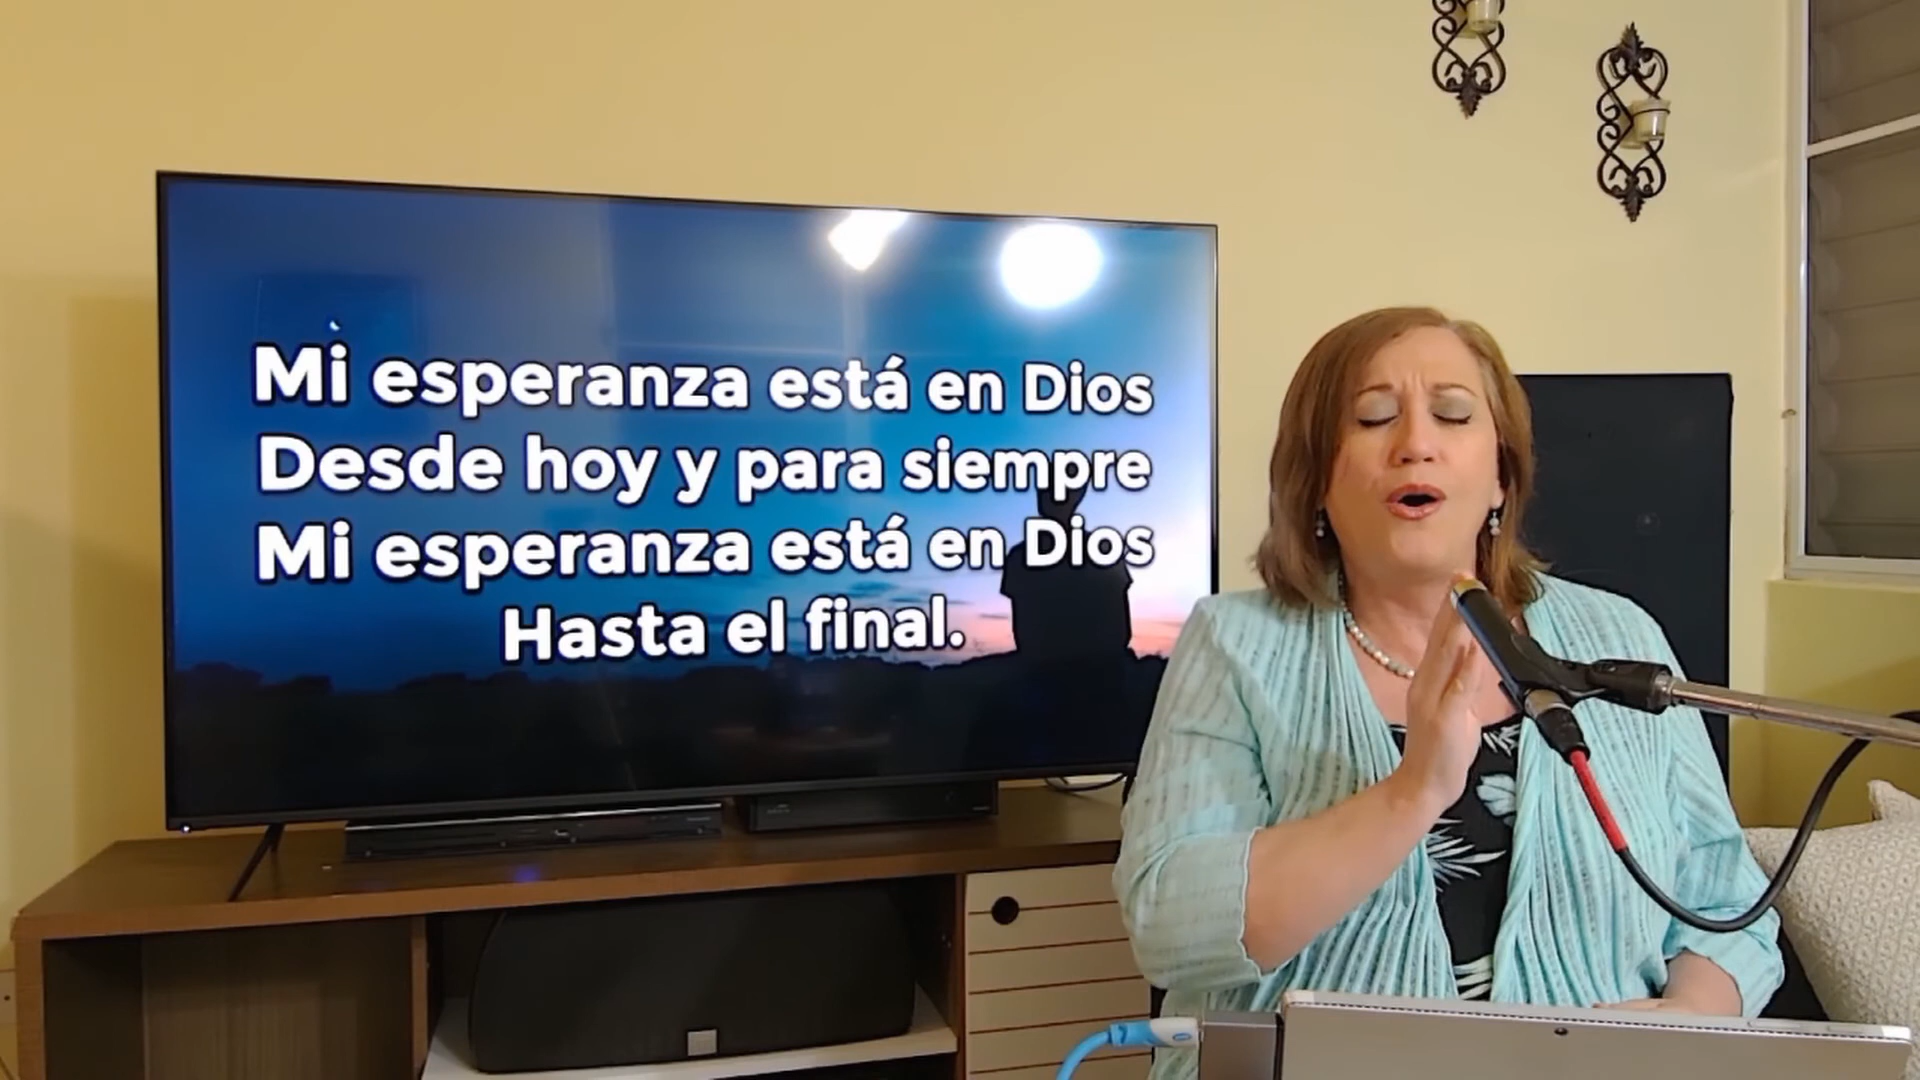 Mi esperanza está en Dios
Desde hoy y para siempre
Mi esperanza está en Dios
Hasta el final.